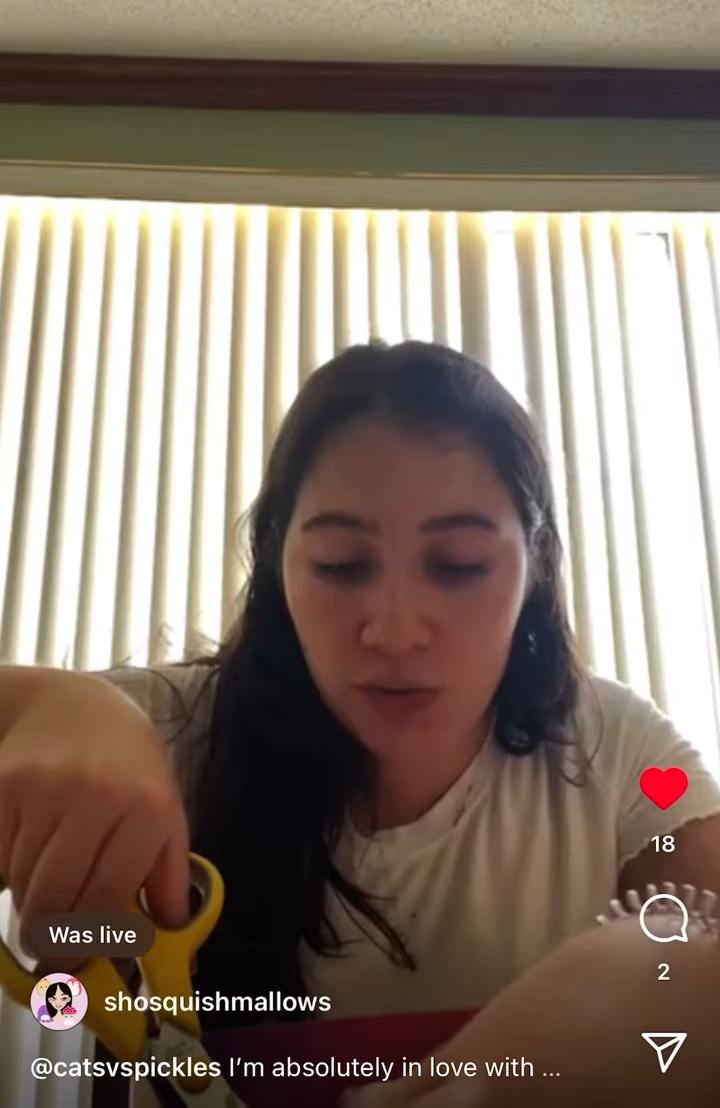 18
2
Was live
shosquishmallows
@catsvspickles I’m absolutely in love with ...